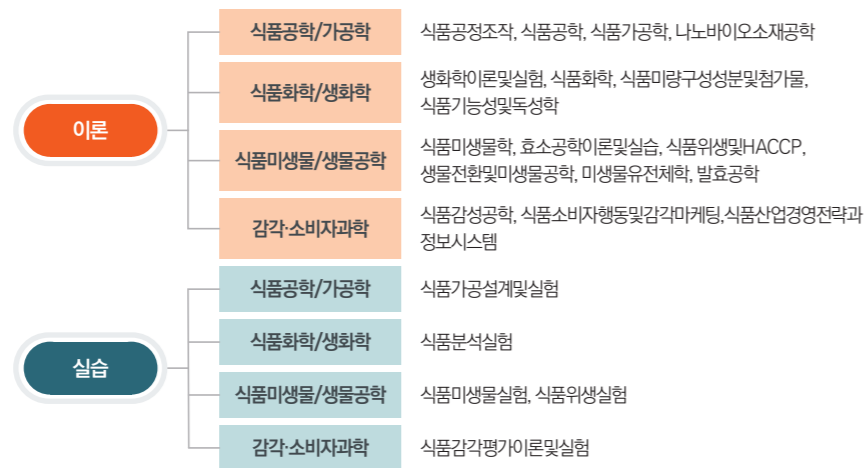 이론
식품공학/가공학
식품공정조작, 식품공학, 식품가공학, 나노바이오소재공학
식품화학/생화학
생화학이론및실험, 식품화학, 식품미량구성성분및첨가물,
식품기능성및독성학
식품미생물/생물공학
식품미생물학, 효소공학이론및실습, 식품위생및HACCP,
생물전환및미생물공학, 미생물유전체학, 발효공학
감각·소비자과학
식품감성공학, 식품소비자행동및감각마케팅,식품산업경영전략과
정보시스템
실습
식품공학/가공학
식품가공설계및실험
식품화학/생화학
식품분석실험
식품미생물/생물공학
식품미생물실험, 식품위생실험
감각·소비자과학
식품감각평가이론및실험